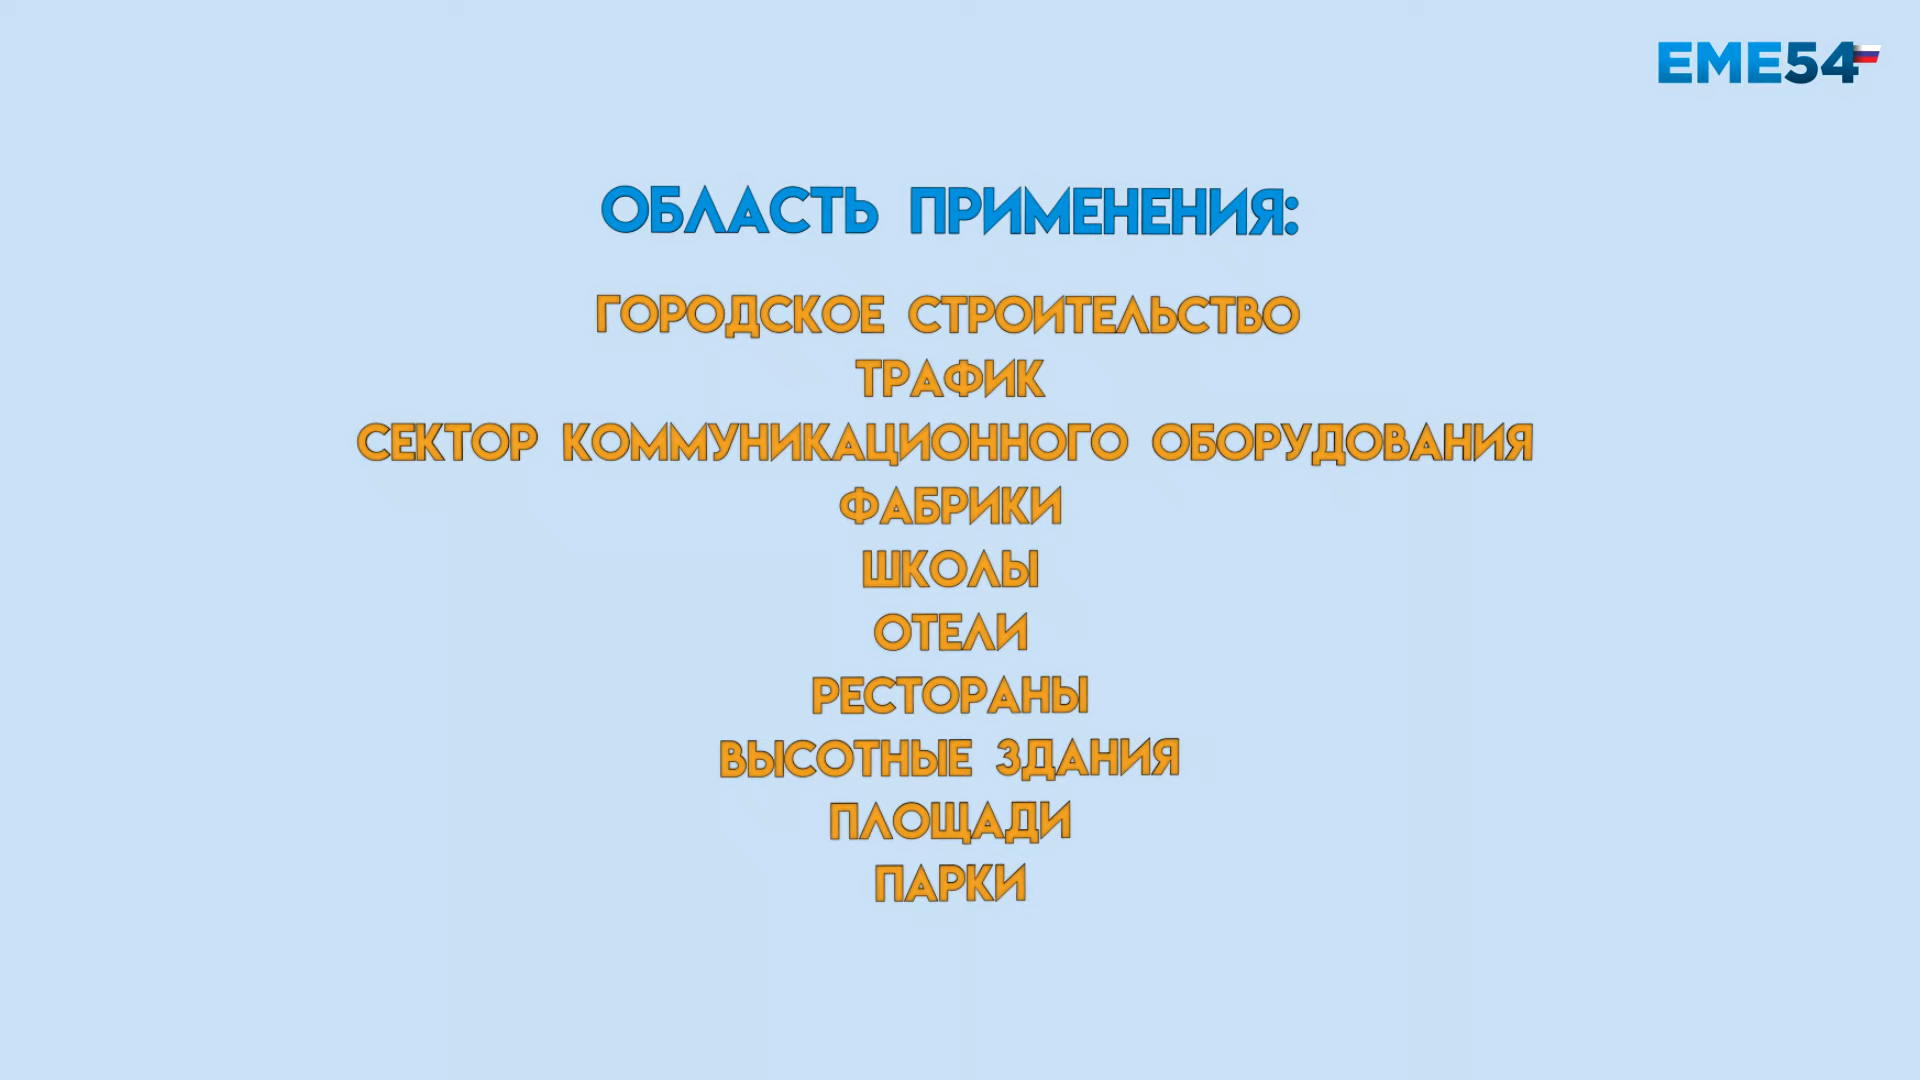 EME54
ОБЛАСТЬ ПРИМЕНЕНИЯ:
ГОРОДСКОЕ СТРОИТЕЛЬСТВО
ТРАФИК
СЕКТОР КОММУНИКАЦИОННОГО ОБОРУДОВАНИЯ
ФАБРИКИ
ШКОЛЫ
ОТЕЛИ
РЕСТОРАНЫ
ВЫСОТНЫЕ ЗДАНИЯ
ПЛОЩАДИ
ПАРКИ